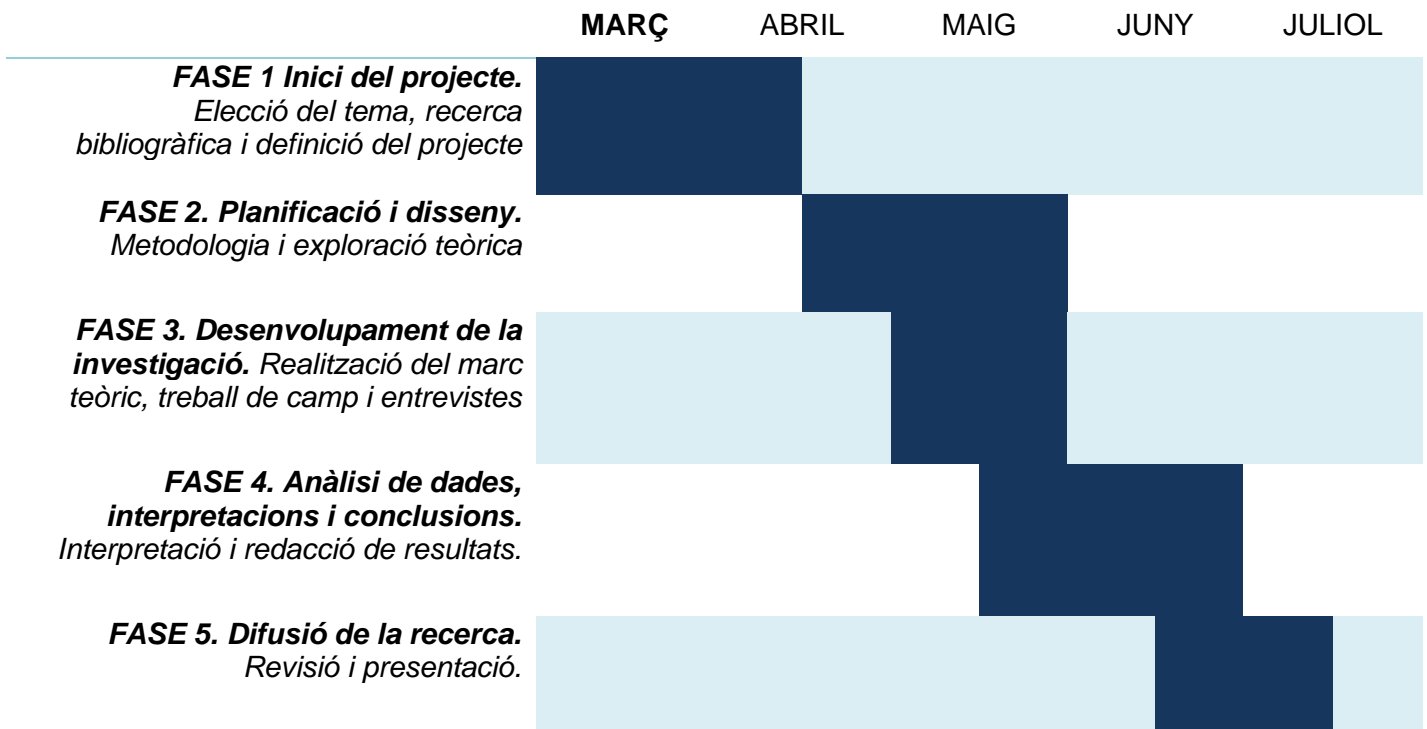 MARÇ ABRIL MAIG JUNY JULIOL
FASE 1 Inici del projecte.
Elecció del tema, recerca
bibliogràfica i definició del projecte
FASE 2. Planificació i disseny.
Metodologia i exploració teòrica
FASE 3. Desenvolupament de la
investigació. Realització del marc
teòric, treball de camp i entrevistes
FASE 4. Anàlisi de dades,
interpretacions i conclusions.
Interpretació i redacció de resultats.
FASE 5. Difusió de la recerca.
Revisió i presentació.